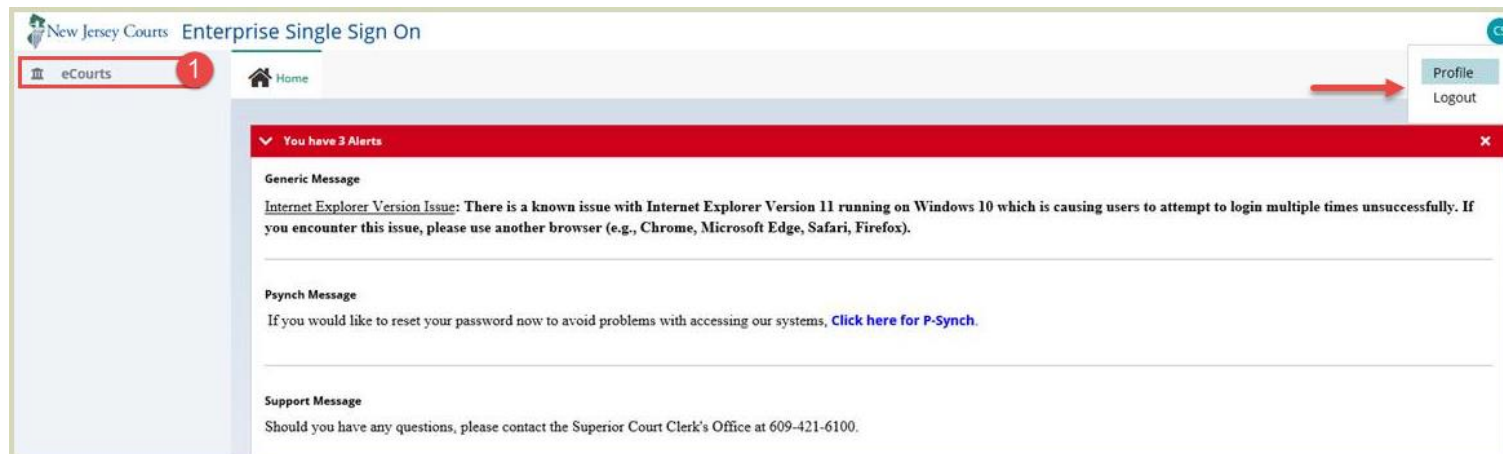 New Jersey Courts Enterprise Single Sign On
CS
eCourts 1
Home
Profile
Logout
You have 3 Alerts
Generic Message
Internet Explorer Version Issue: There is a known issue with Internet Explorer Version 11 running on Windows 10 which is causing users to attempt to login multiple times unsuccessfully. If
you encounter this issue, please use another browser (e.g., Chrome, Microsoft Edge, Safari, Firefox).
Psynch Message
If you would like to reset your password now to avoid problems with accessing our systems, Click here for P-Synch.
Support Message
Should you have any questions, please contact the Superior Court Clerk's Office at 609-421-6100.